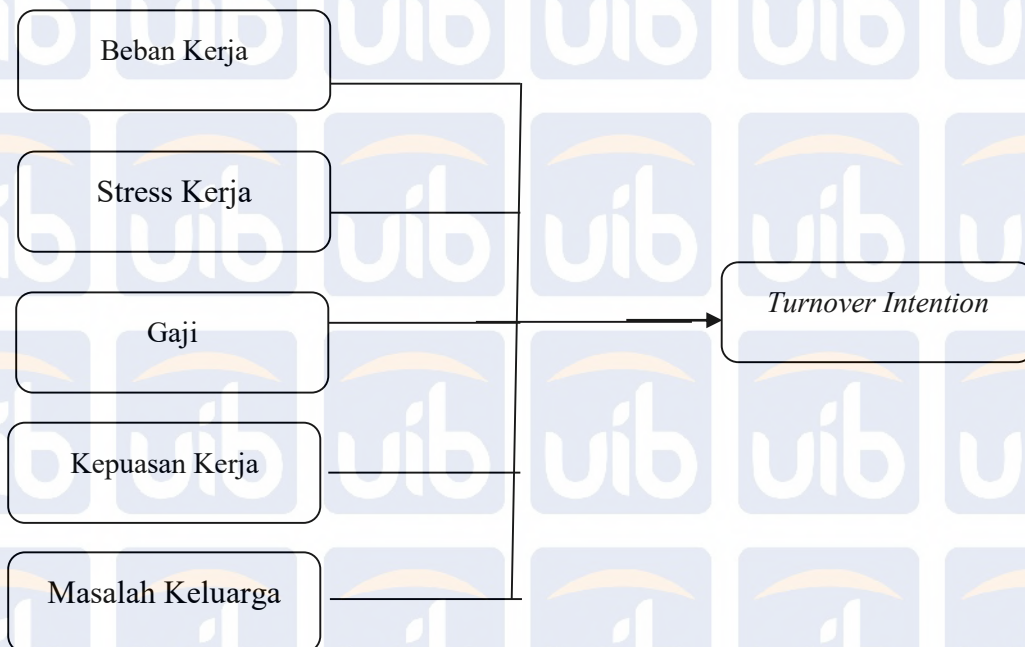 Beban Kerja
Stress Kerja
Gaji
Turnover Intention
Kepuasan Kerja
Masalah Keluarga